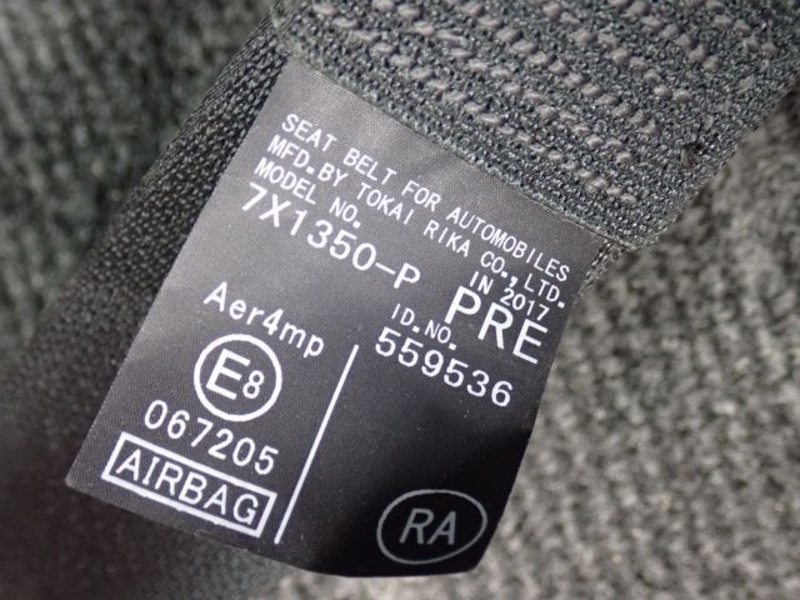 SEAT BELT FOR AUTOMOBILES
MFD.BY TOKAI RIKA CO.,LTD.
MODEL NO. IN 2017
7X1350-P PRE
Aer4mp ID.NO.
559536
E8
067205
AIRBAG
RA